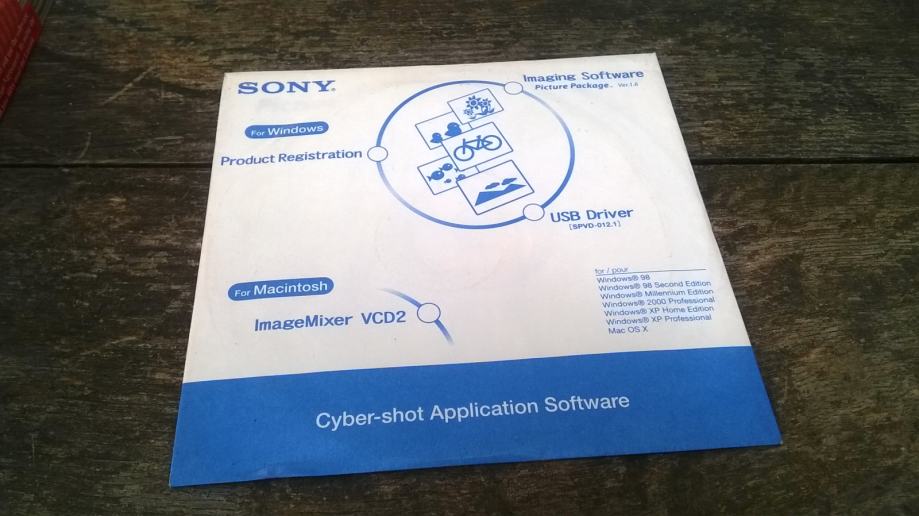 SONY®
Imaging Software
Picture Package. Ver.1.6
For Windows
Product Registration
USB Driver
[SPVD-012.1]
For Macintosh
ImageMixer VCD2
for / pour
Windows® 98
Windows® 98 Second Edition
Windows® Millennium Edition
Windows® 2000 Professional
Windows® XP Home Edition
Windows® XP Professional
Mac OS X
Cyber-shot Application Software